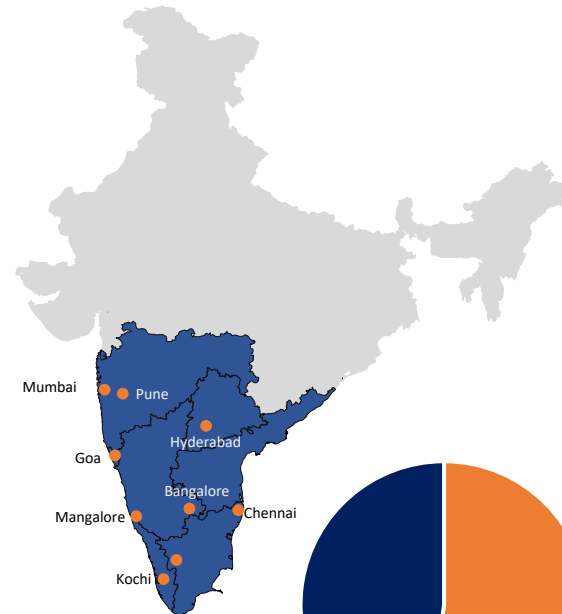 Mumbai
Pune
Hyderabad
Goa
Bangalore
Mangalore
Chennai
Kochi